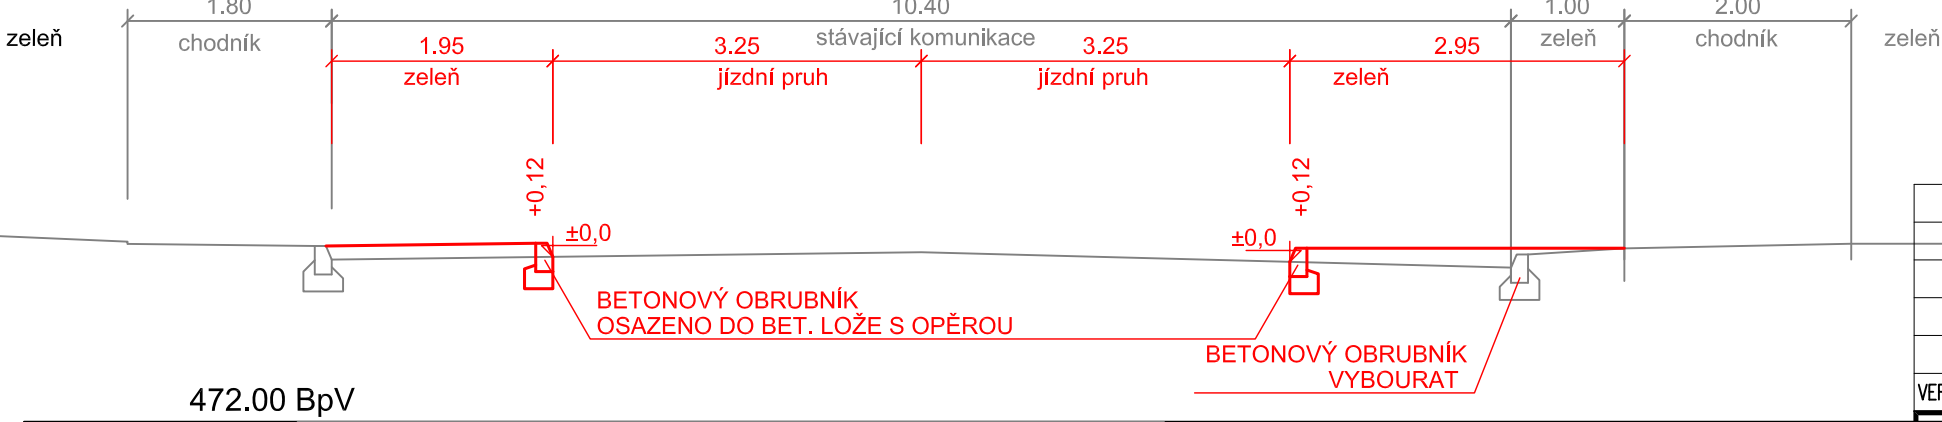 1.80 10.40 1.00 2.00
zeleň chodník stávající komunikace zeleň chodník zeleň
1.95 3.25 3.25 2.95
zeleň jízdní pruh jízdní pruh zeleň
+0,12 +0,12
±0,0 ±0,0
BETONOVÝ OBRUBNÍK
OSAZENO DO BET. LOŽE S OPĚROU
BETONOVÝ OBRUBNÍK
VYBOURAT
472.00 BpV